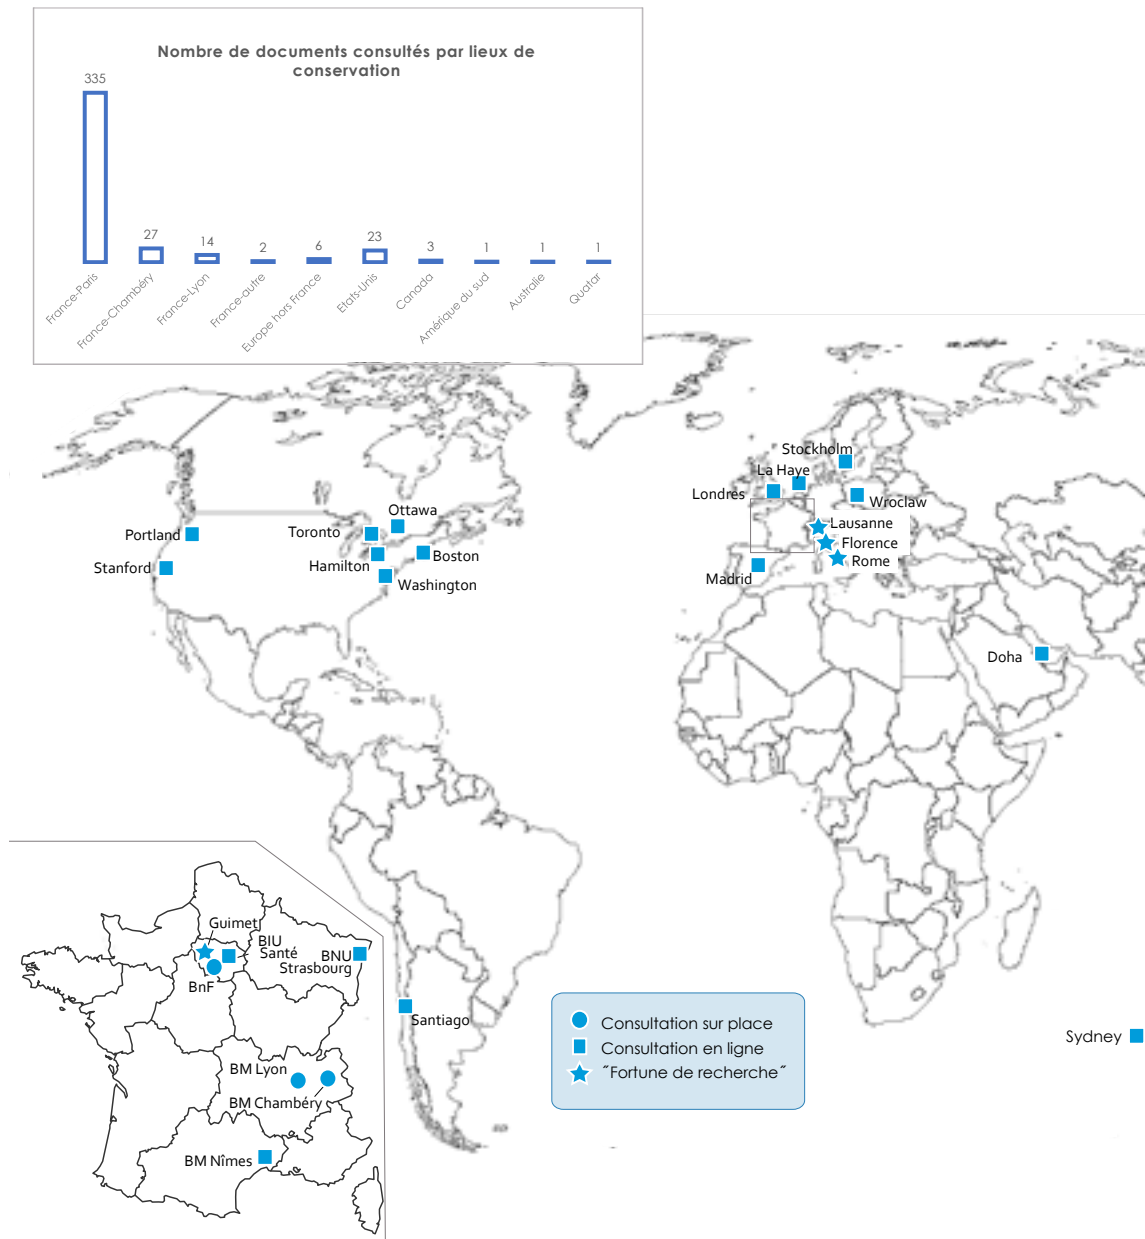 Nombre de documents consultés par lieux de
conservation
335
27
14
2
6
23
3
1
1
1
France-Paris
France-Chambéry
France-Lyon
France-autre
Europe hors France
Etats-Unis
Canada
Amérique du sud
Australie
Quatar
Stockholm
La Haye
Londres
Wroclaw
Ottawa
Portland
Toronto
Lausanne
Florence
Boston
Hamilton
Rome
Stanford
Madrid
Washington
Doha
Guimet
BIU
Santé
BNU
Strasbourg
BnF
Santiago
Consultation sur place
Consultation en ligne
"Fortune de recherche"
Sydney
BM Lyon
BM Chambéry
BM Nîmes